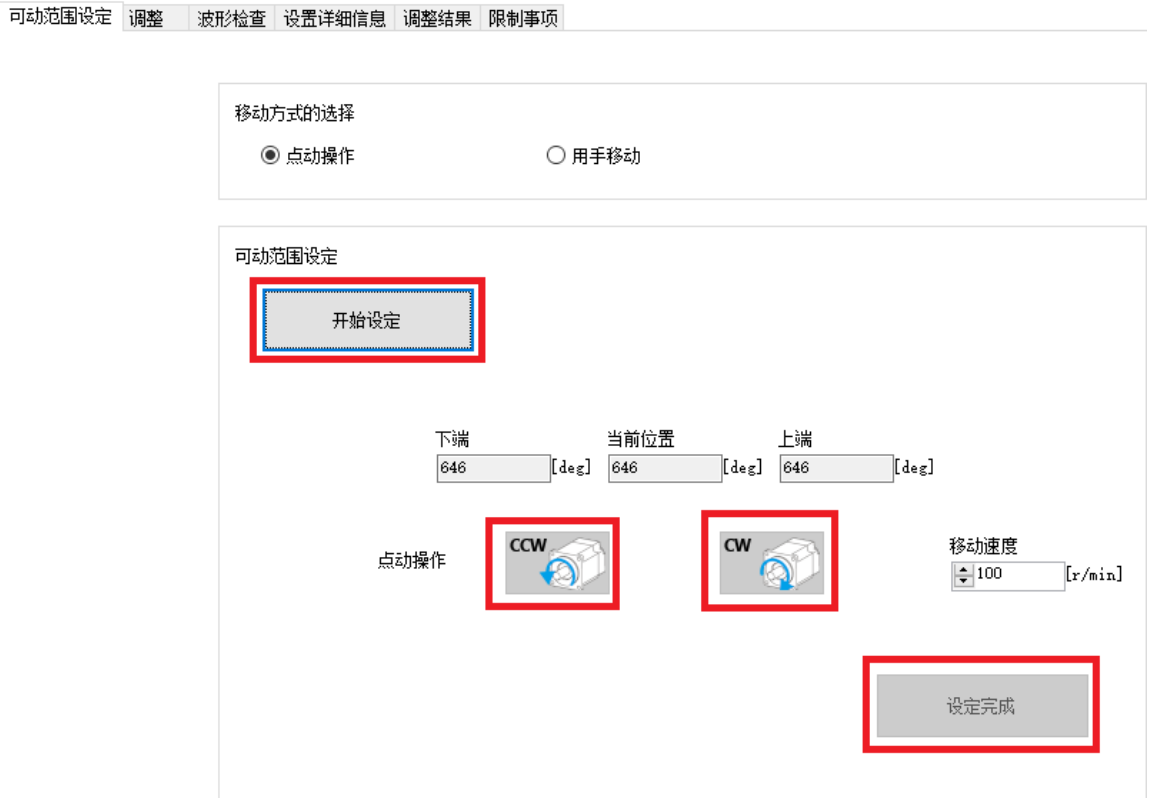 可动范围设定 调整 波形检查 设置详细信息 调整结果 限制事项
移动方式的选择
点动操作 用手移动
可动范围设定
开始设定
下端 当前位置 上端
646 [deg] 646 [deg] 646 [deg]
点动操作 CCW CW 移动速度
100 [r/min]
设定完成